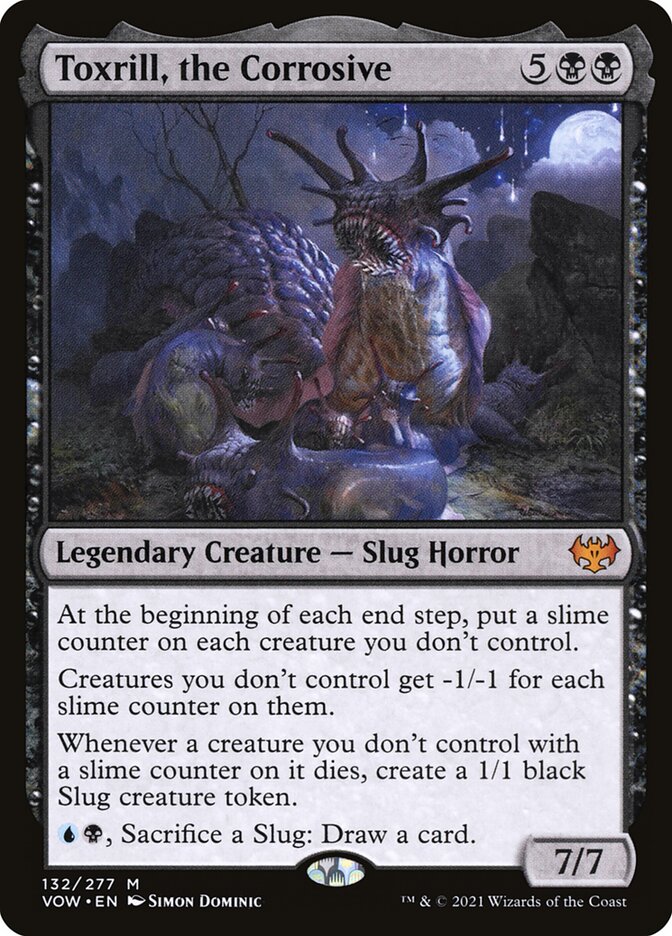 Toxrill, the Corrosive 5
Legendary Creature — Slug Horror
At the beginning of each end step, put a slime
counter on each creature you don't control.
Creatures you don't control get -1/-1 for each
slime counter on them.
Whenever a creature you don't control with
a slime counter on it dies, create a 1/1 black
Slug creature token.
, Sacrifice a Slug: Draw a card.
7/7
132/277 M
VOW • EN Simon Dominic
™ & © 2021 Wizards of the Coast